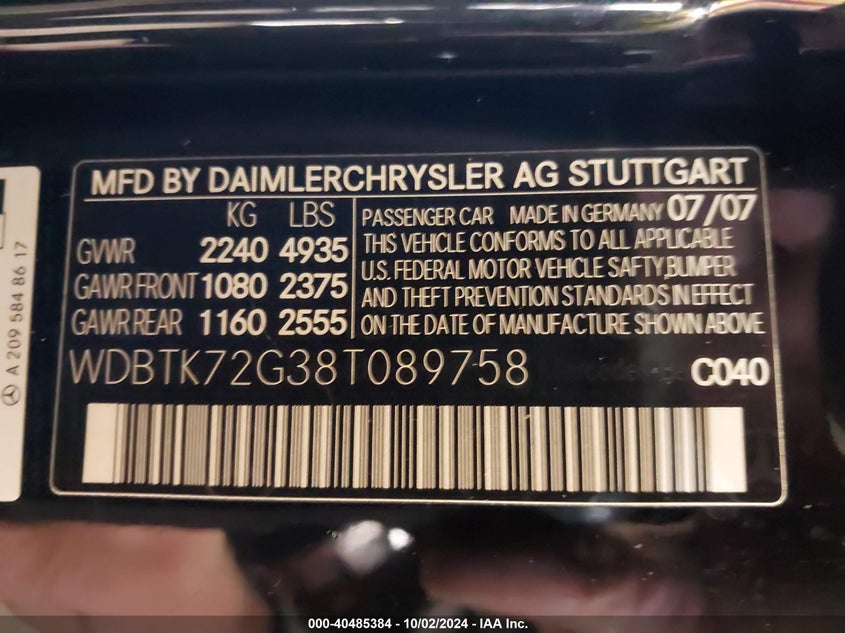 MFD BY DAIMLERCHRYSLER AG STUTTGART
KG LBS
GVWR 2240 4935
GAWR FRONT 1080 2375
GAWR REAR 1160 2555
PASSENGER CAR MADE IN GERMANY 07/07
THIS VEHICLE CONFORMS TO ALL APPLICABLE
U.S. FEDERAL MOTOR VEHICLE SAFTY,BUMPER
AND THEFT PREVENTION STANDARDS IN EFFECT
ON THE DATE OF MANUFACTURE SHOWN ABOVE
WDBTK72G38T089758 C040
A 209 584 86 17
000-40485384 - 10/02/2024 - IAA Inc.